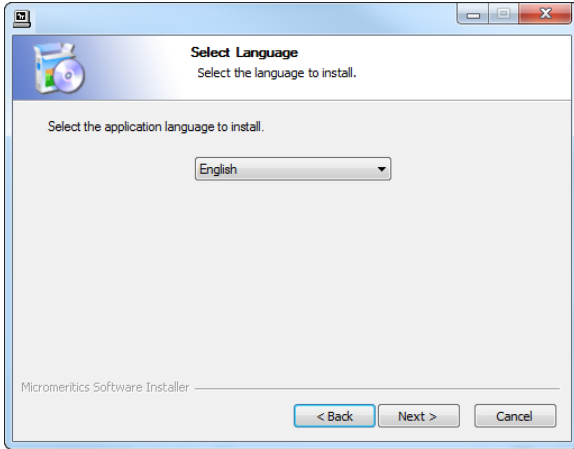 Select Language
Select the language to install.
Select the application language to install.
English
Micromeritics Software Installer
< Back
Next >
Cancel